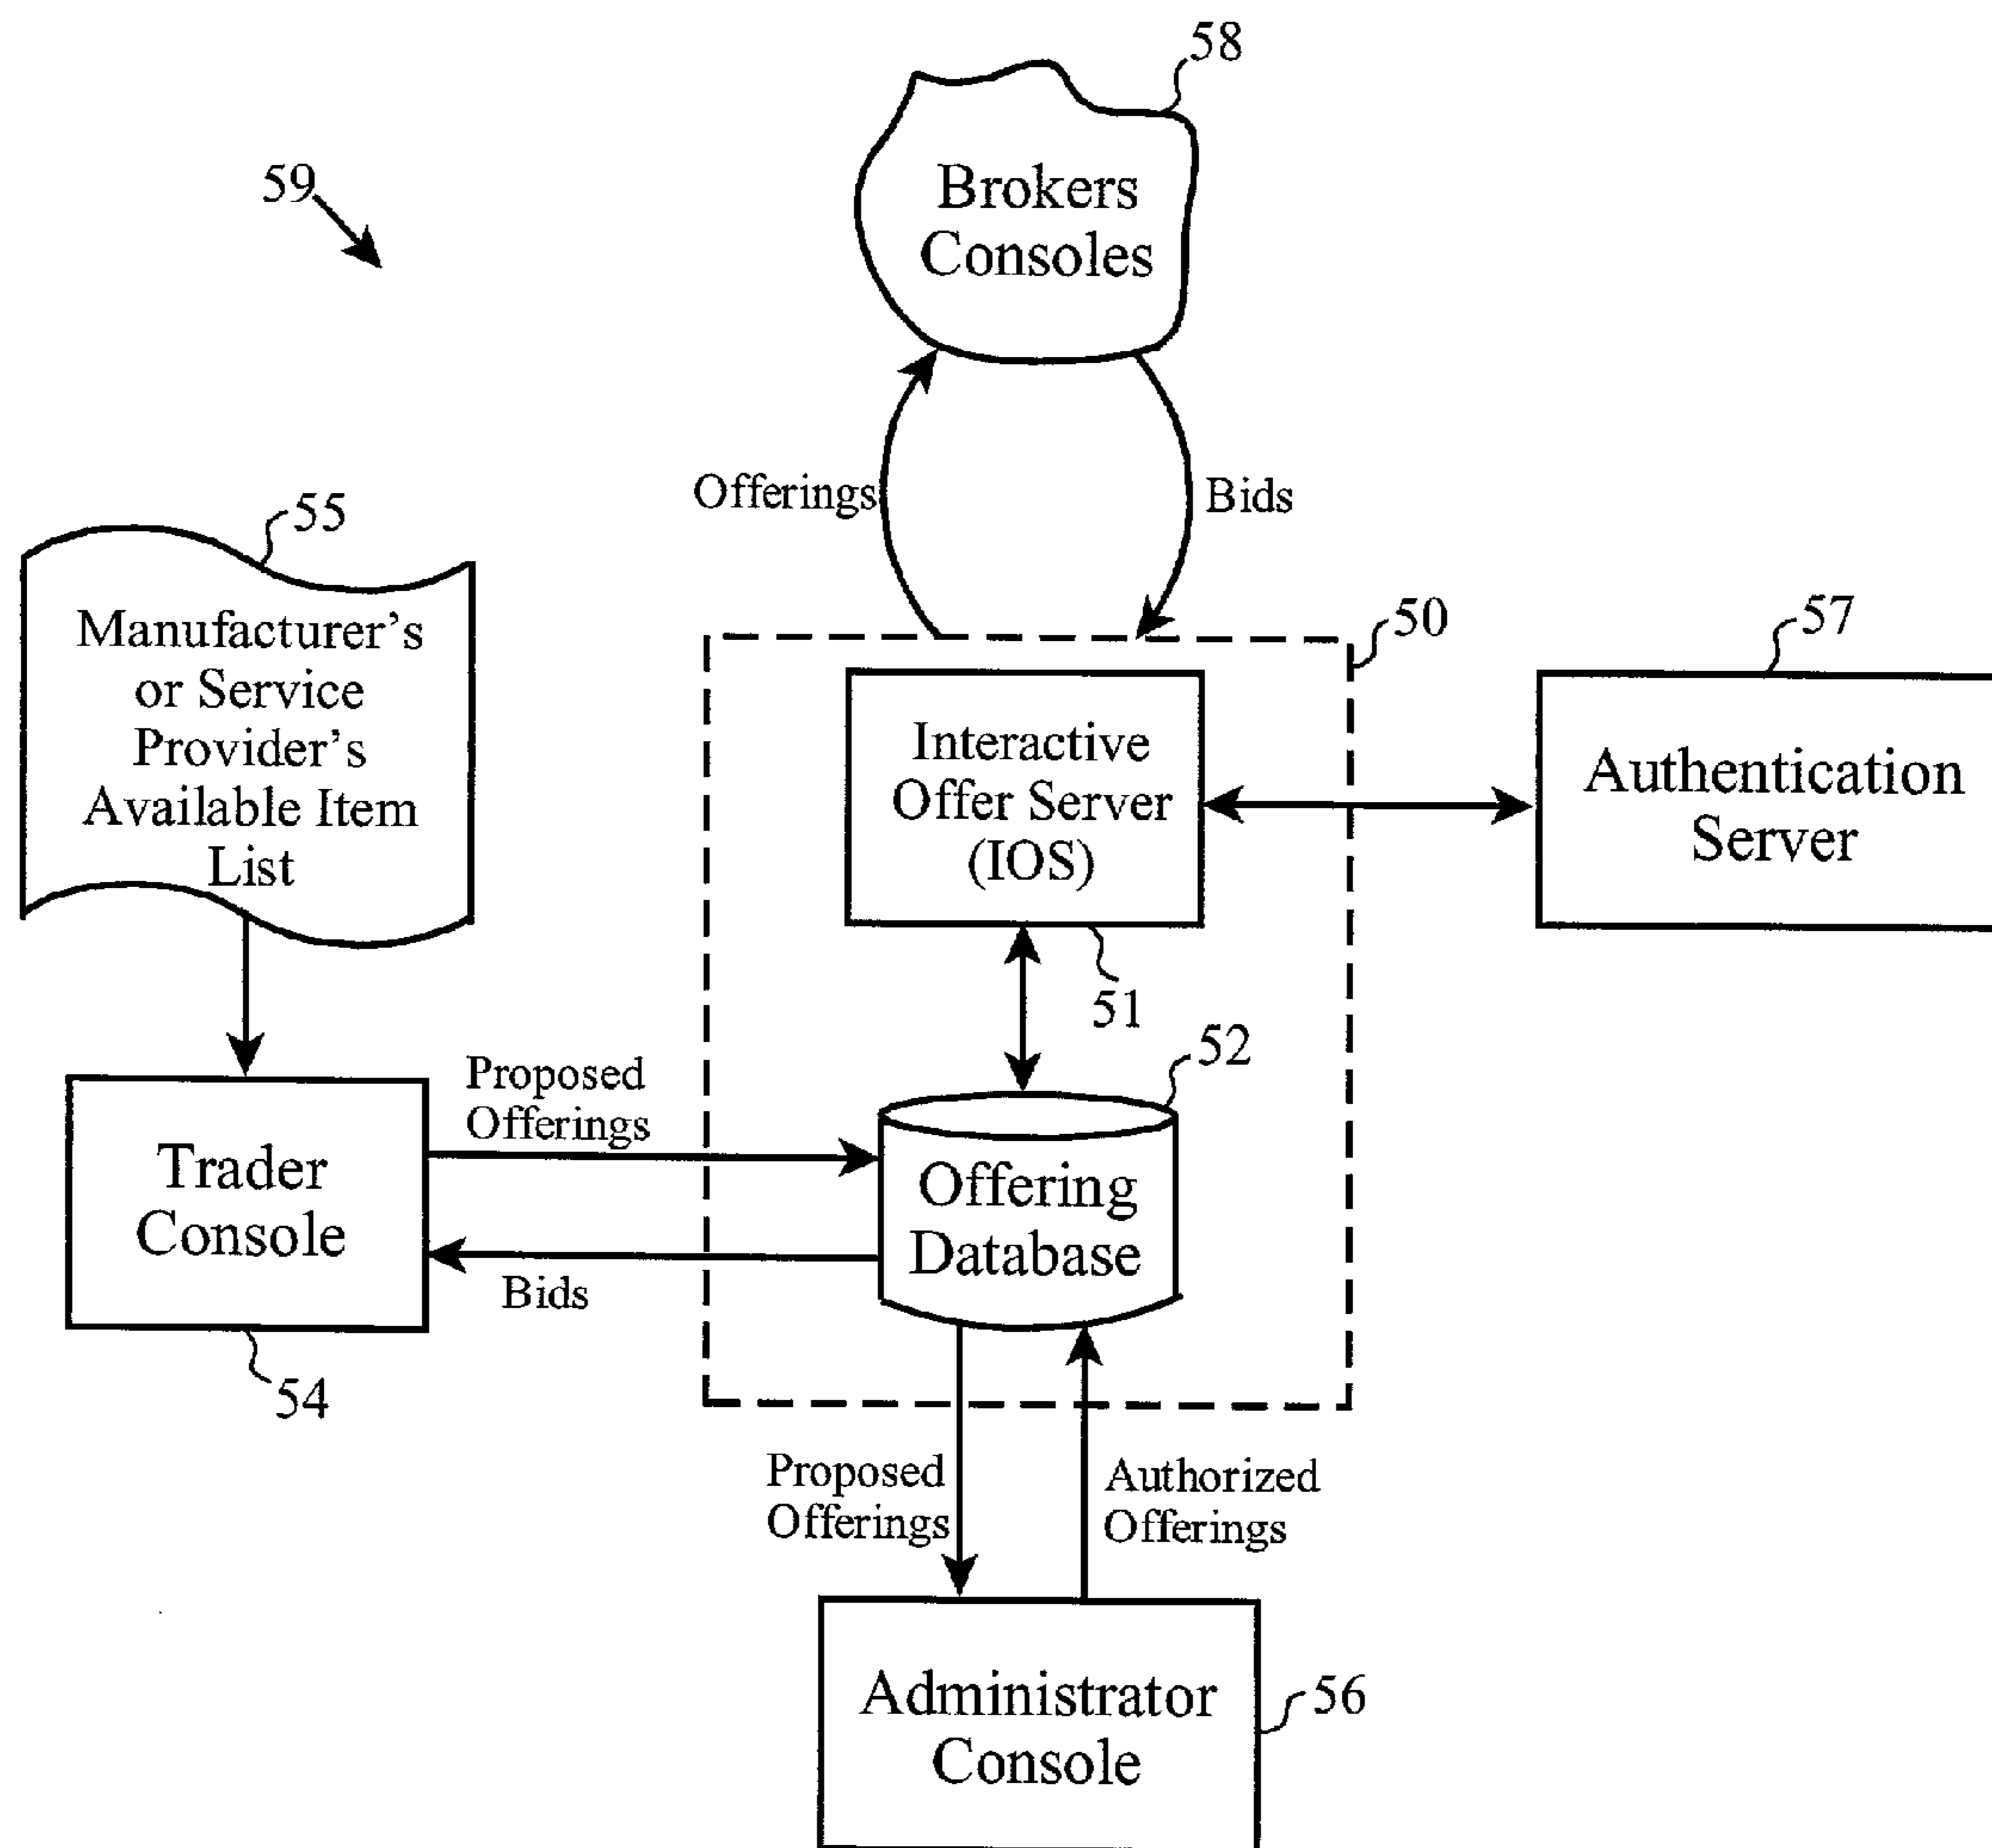 58
59
Brokers
Consoles
Offerings
Bids
55
Manufacturer's
or Service
Provider's
Available Item
List
50
57
Interactive
Offer Server
(IOS)
Authentication
Server
51
52
Proposed
Offerings
Trader
Console
Offering
Database
Bids
54
Proposed
Offerings
Authorized
Offerings
Administrator
Console
56